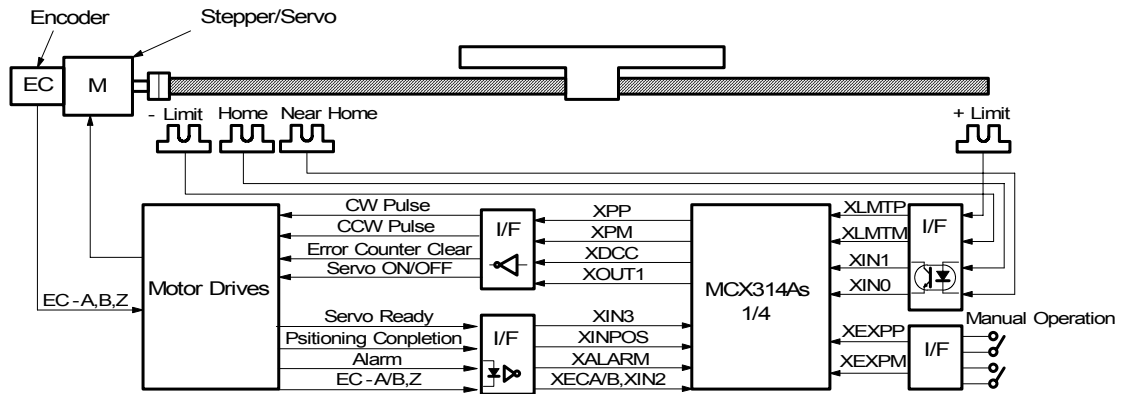 Encoder
Stepper/Servo
EC
M
- Limit
Home
Near Home
+ Limit
CW Pulse
CCW Pulse
Error Counter Clear
Servo ON/OFF
I/F
XPP
XPM
XDCC
XOUT1
XLMTP
XLMTM
XIN1
XIN0
I/F
Motor Drives
MCX314As
1/4
EC-A,B,Z
Servo Ready
Psitioning Conpletion
Alarm
EC-A/B,Z
I/F
XIN3
XINPOS
XALARM
XECA/B,XIN2
XEXPP
XEXPM
I/F
Manual Operation